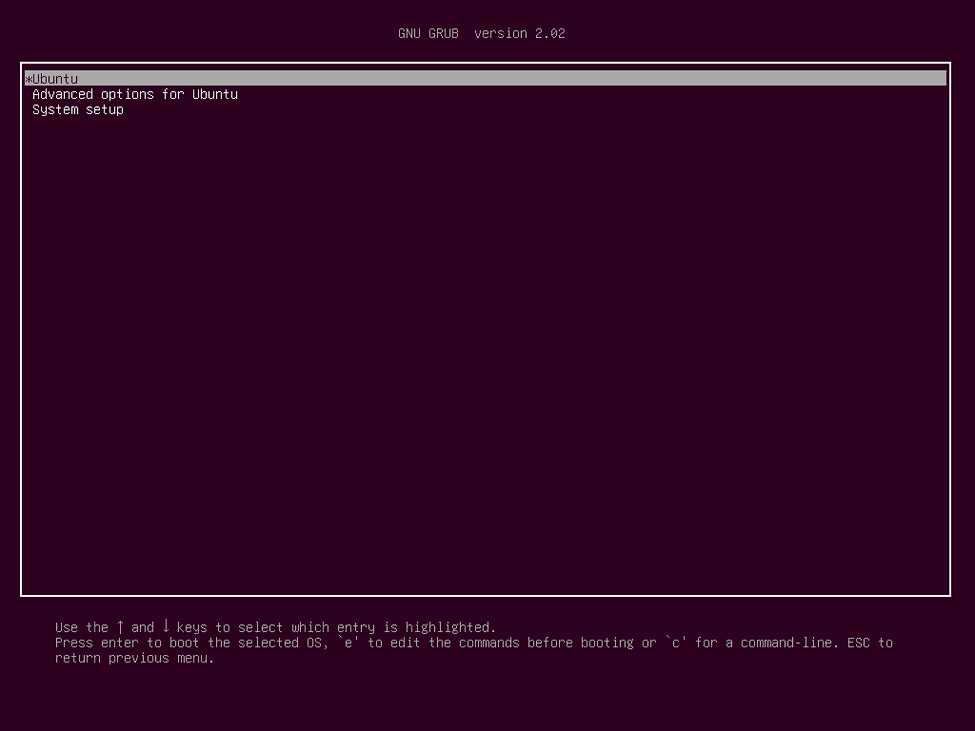 GNU GRUB  version 2.02
*Ubuntu
Advanced options for Ubuntu
System setup
Use the ↑ and ↓ keys to select which entry is highlighted.
Press enter to boot the selected OS, `e' to edit the commands before booting or `c' for a command-line. ESC to
return previous menu.